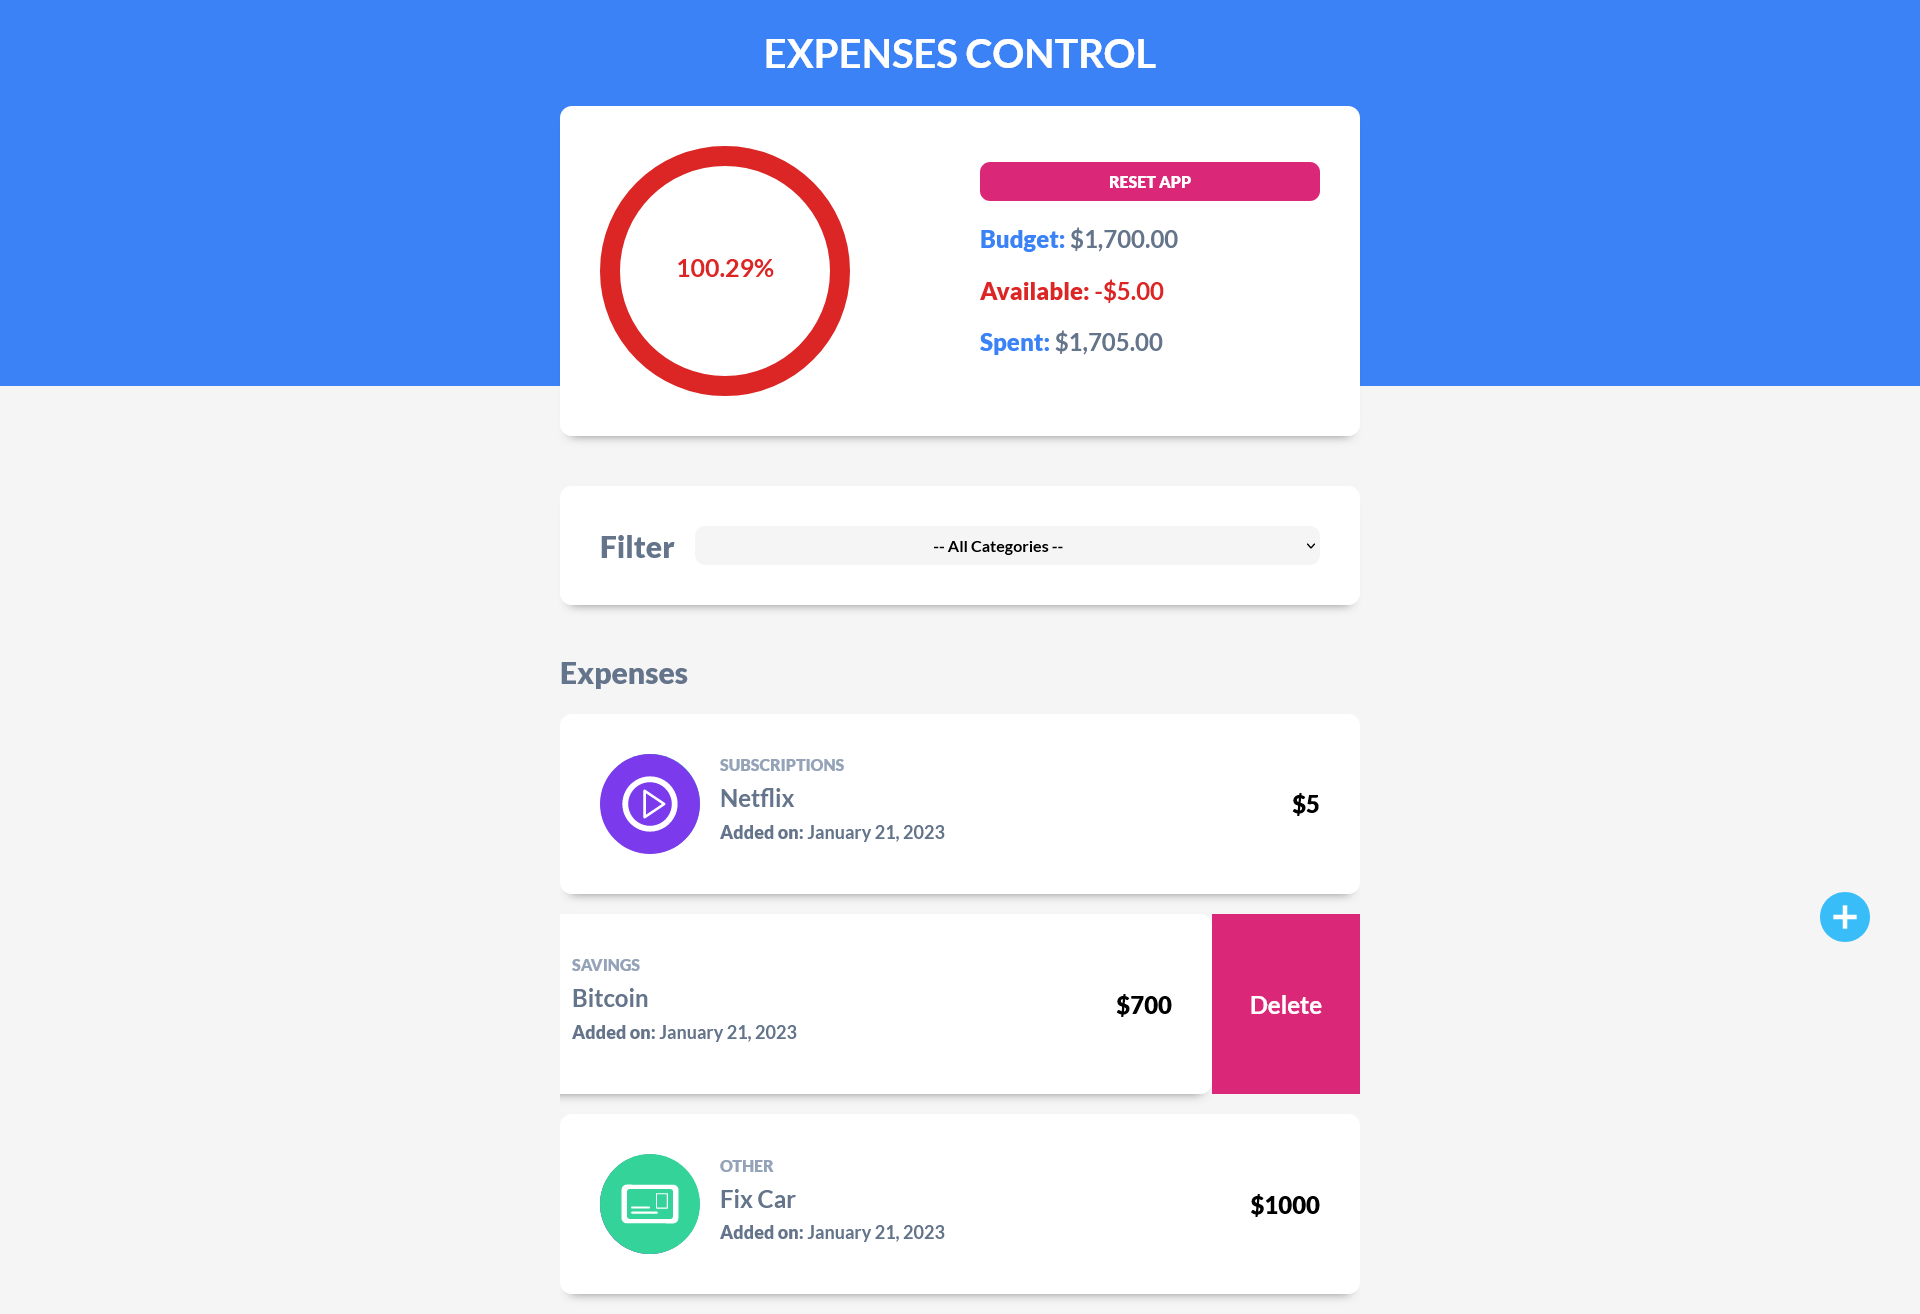 EXPENSES CONTROL
100.29%
RESET APP
Budget: $1,700.00
Available: -$5.00
Spent: $1,705.00
Filter
-- All Categories --
Expenses
SUBSCRIPTIONS
Netflix
Added on: January 21, 2023
$5
SAVINGS
Bitcoin
Added on: January 21, 2023
$700
Delete
OTHER
Fix Car
Added on: January 21, 2023
$1000